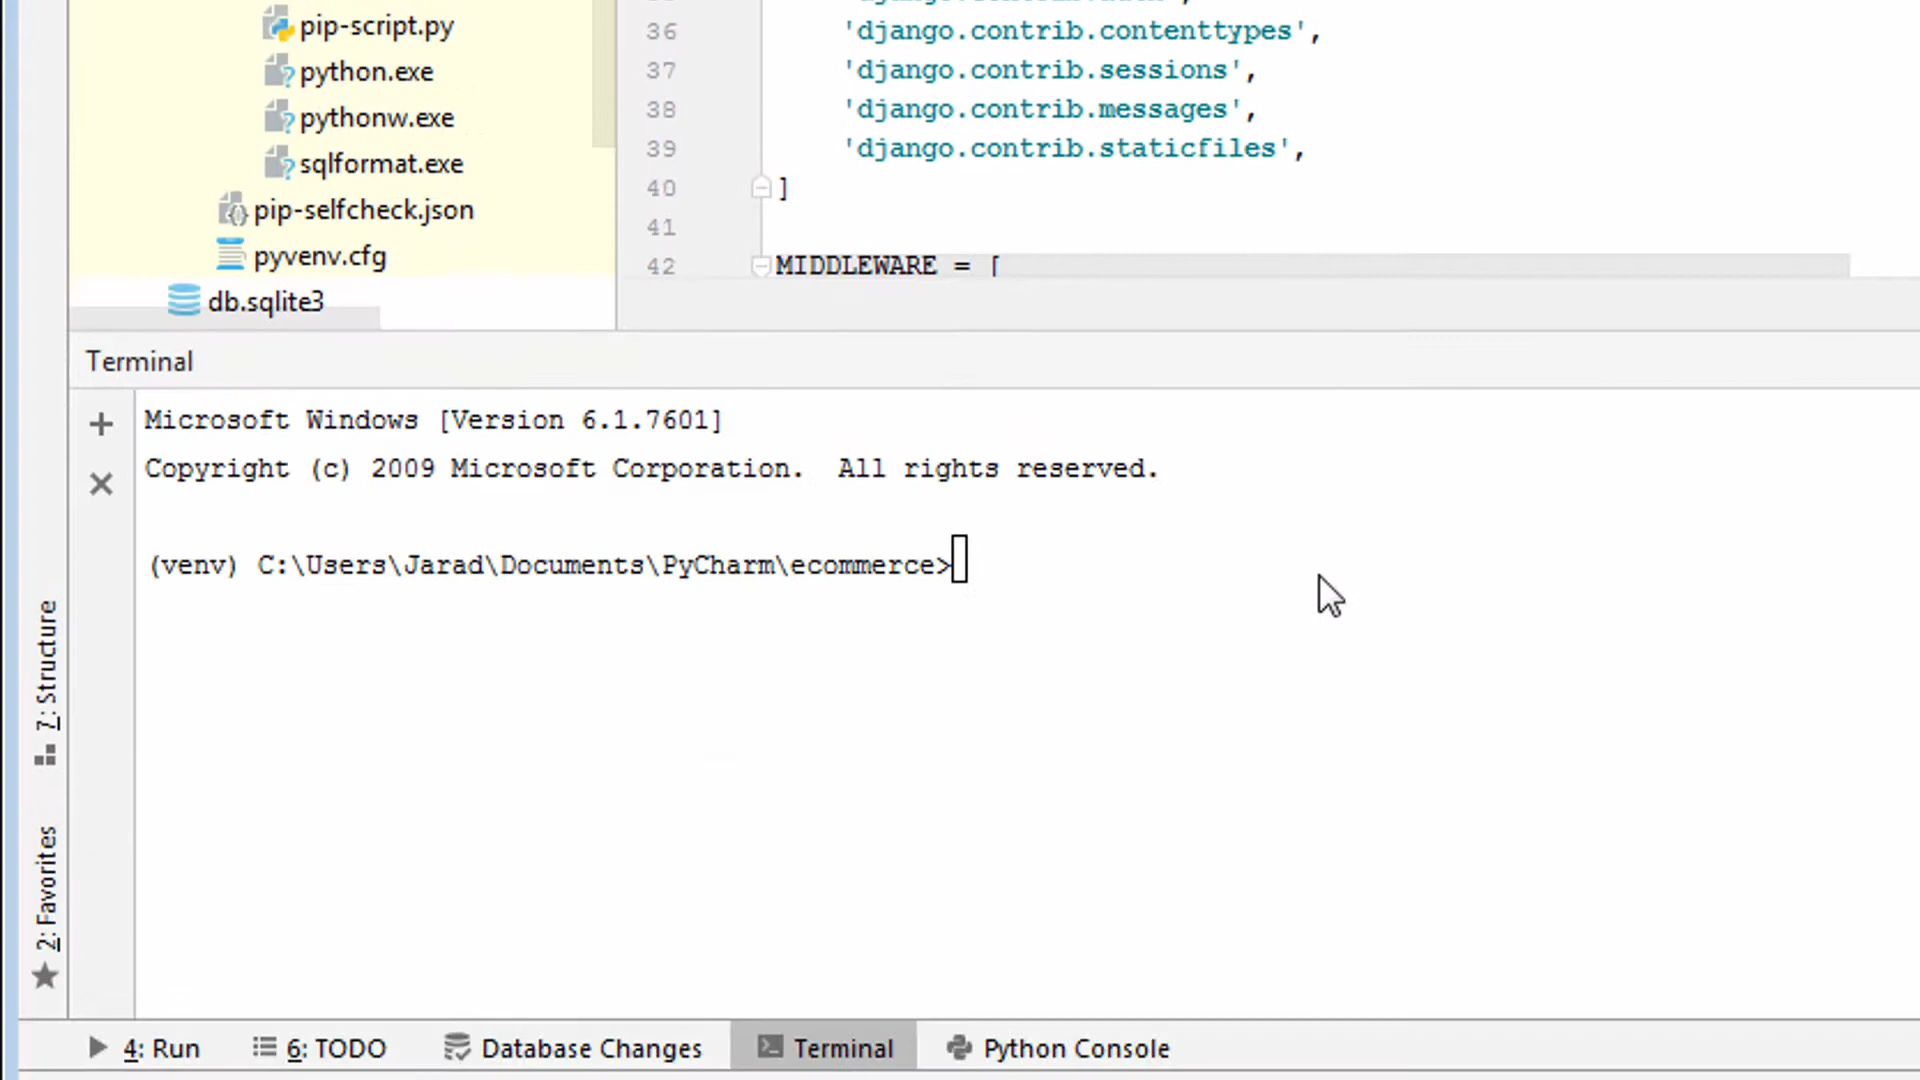 pip-script.py
python.exe
pythonw.exe
sqlformat.exe
pip-selfcheck.json
pyvenv.cfg
db.sqlite3
36 'django.contrib.contenttypes',
37 'django.contrib.sessions',
38 'django.contrib.messages',
39 'django.contrib.staticfiles',
40 ]
41
42 MIDDLEWARE = [
Terminal
Microsoft Windows [Version 6.1.7601]
Copyright (c) 2009 Microsoft Corporation.  All rights reserved.
(venv) C:\Users\Jarad\Documents\PyCharm\ecommerce>
7: Structure
2: Favorites
4: Run
6: TODO
Database Changes
Terminal
Python Console